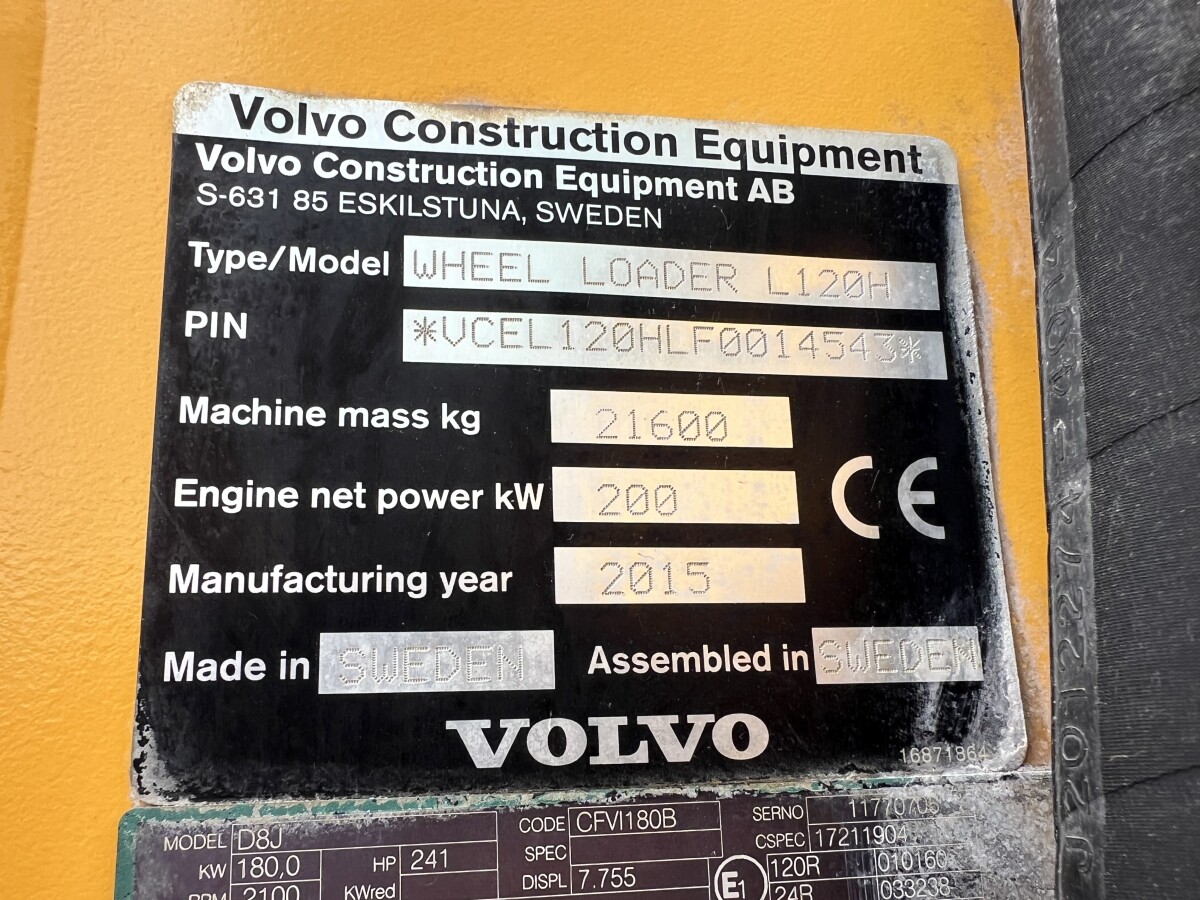 Volvo Construction Equipment
Volvo Construction Equipment AB
S-631 85 ESKILSTUNA, SWEDEN
Type/Model WHEEL LOADER L120H
PIN *VCEL120HLF0014543*
Machine mass kg 21600
Engine net power kW 200
Manufacturing year 2015
Made in SWEDEN Assembled in SWEDEN
VOLVO
16871864
MODEL D8J CODE CFVI180B SERNO 11770705
KW 180,0 HP 241 SPEC CSPEC 17211904
RPM 2100 KWred DISPL 7.755 E1 120R 010160
24R 033238